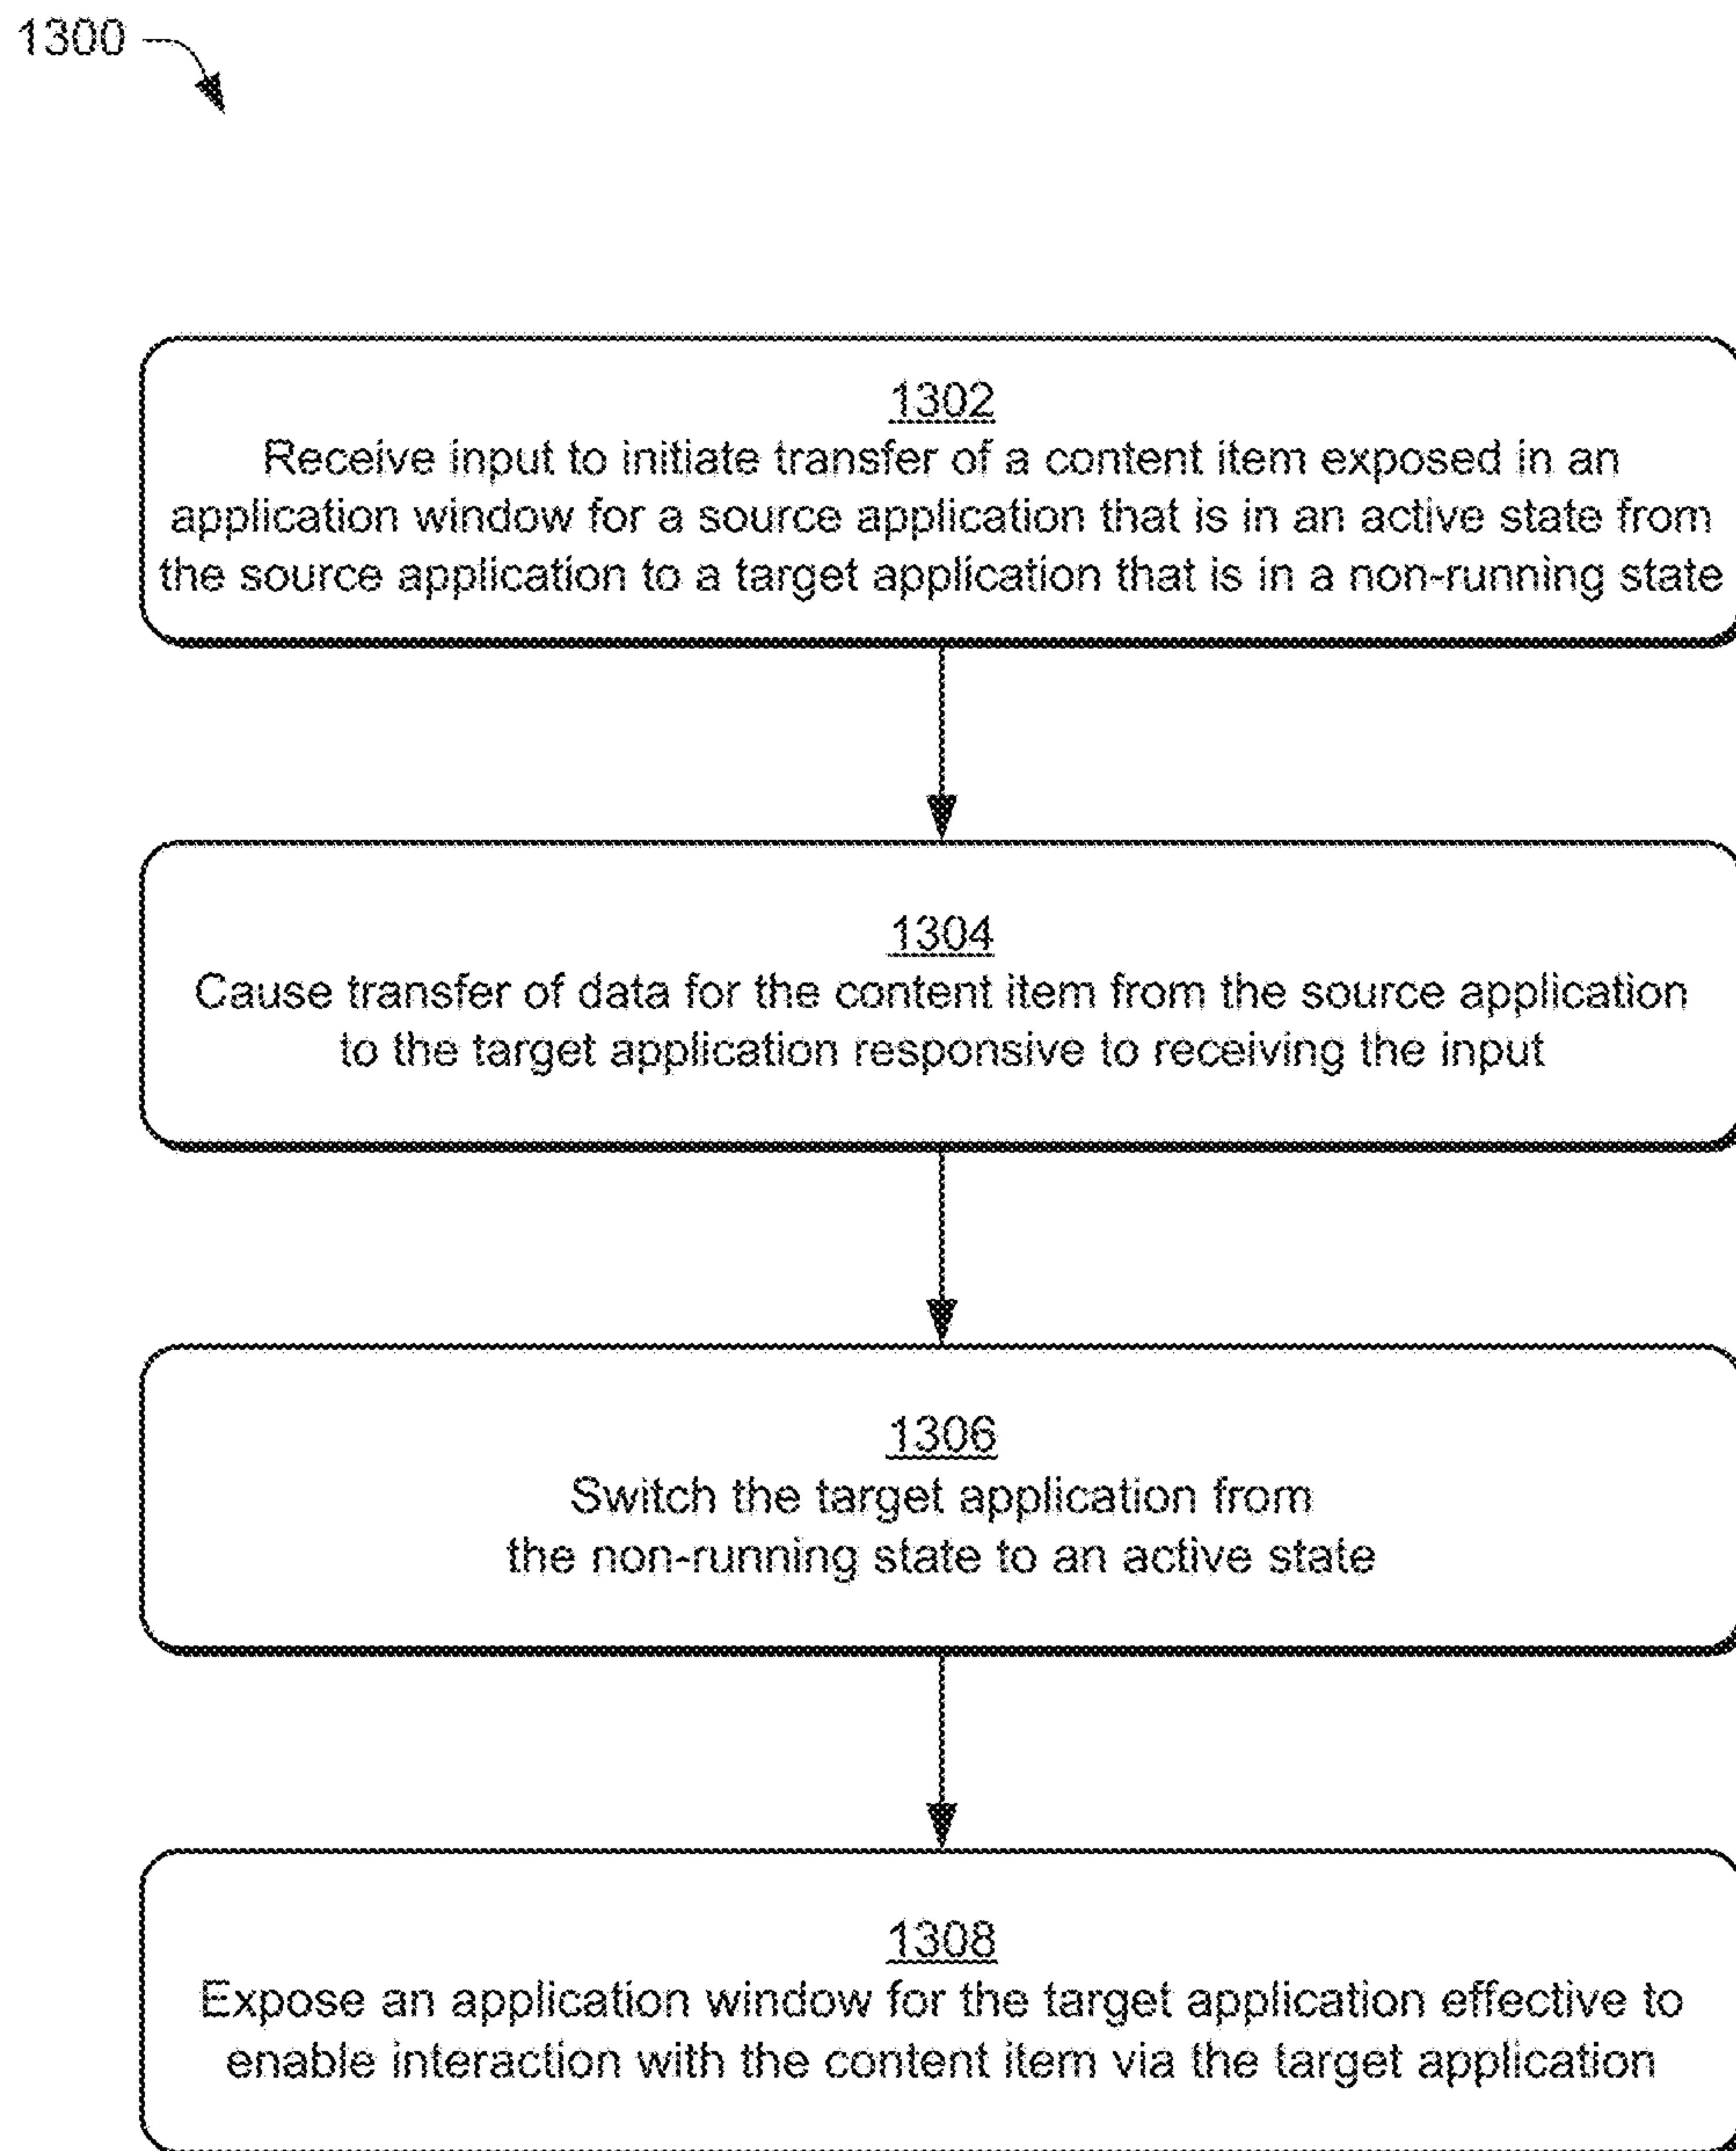 1300
1302
Receive input to initiate transfer of a content item exposed in an
application window for a source application that is in an active state from
the source application to a target application that is in a non-running state
1304
Cause transfer of data for the content item from the source application
to the target application responsive to receiving the input
1306
Switch the target application from
the non-running state to an active state
1308
Expose an application window for the target application effective to
enable interaction with the content item via the target application